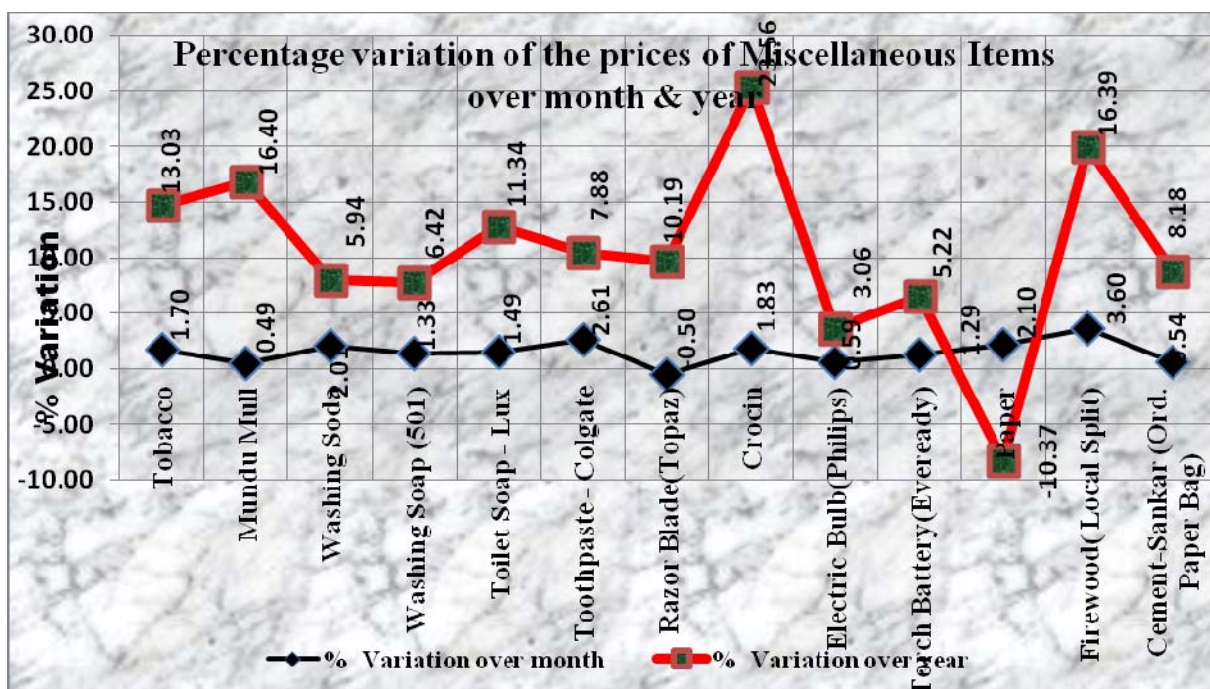 Percentage variation of the prices of Miscellaneous Items
over month & year
% Variation
30.00
25.00
20.00
15.00
10.00
5.00
0.00
-5.00
-10.00
13.03
16.40
5.94
6.42
11.34
7.88
10.19
23.56
3.06
5.22
-10.37
16.39
8.18
1.70
0.49
2.01
1.33
1.49
2.61
-0.50
1.83
0.59
1.29
2.10
3.60
0.54
Tobacco
Mundu Mull
Washing Soda
Washing Soap (501)
Toilet Soap - Lux
Toothpaste - Colgate
Razor Blade(Topaz)
Crocin
Electric Bulb(Philips)
Torch Battery(Eveready)
Paper
Firewood(Local Split)
Cement-Sankar (Ord.
Paper Bag)
% Variation over month
% Variation over year